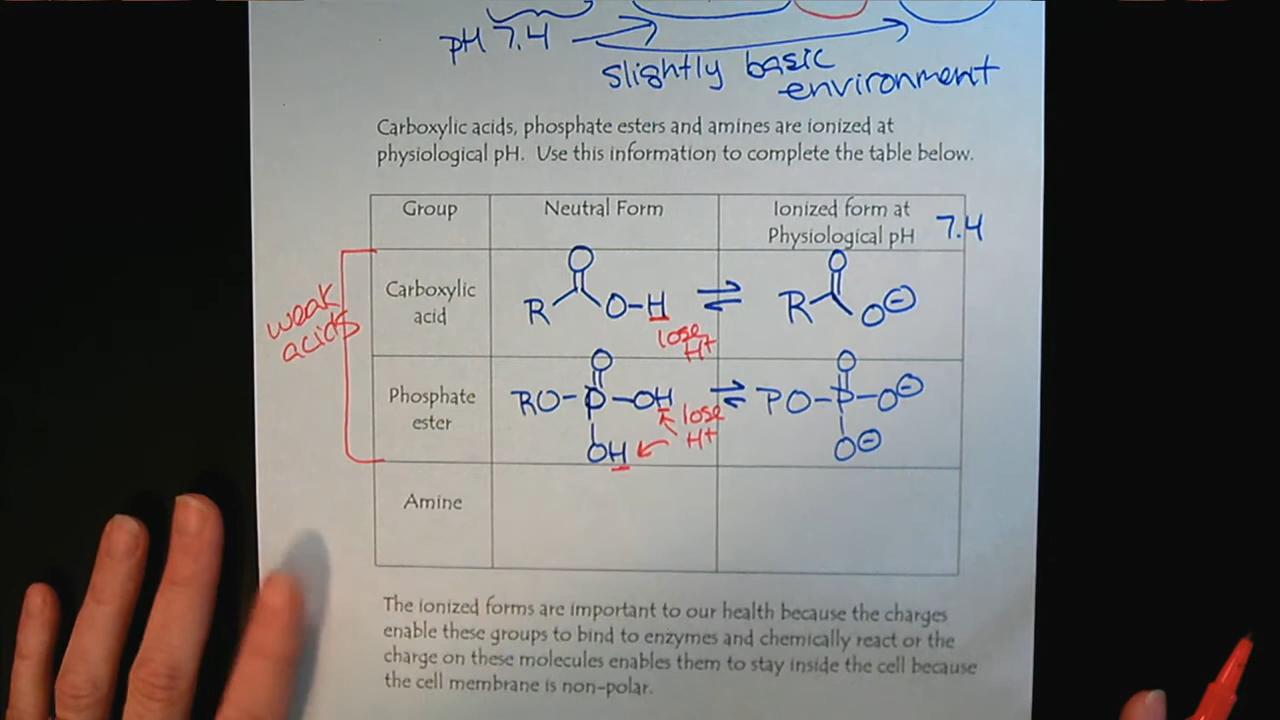 pH 7.4
slightly basic
environment
Carboxylic acids, phosphate esters and amines are ionized at
physiological pH. Use this information to complete the table below.
Group
Neutral Form
Ionized form at
Physiological pH
7.4
weak
acids
Carboxylic
acid
O
R
O-H
lose
H+
⇌
O
R
O⊖
Phosphate
ester
O
RO-P-OH
OH
lose
H+
⇌
O
PO-P-O⊖
O⊖
Amine
The ionized forms are important to our health because the charges
enable these groups to bind to enzymes and chemically react or the
charge on these molecules enables them to stay inside the cell because
the cell membrane is non-polar.